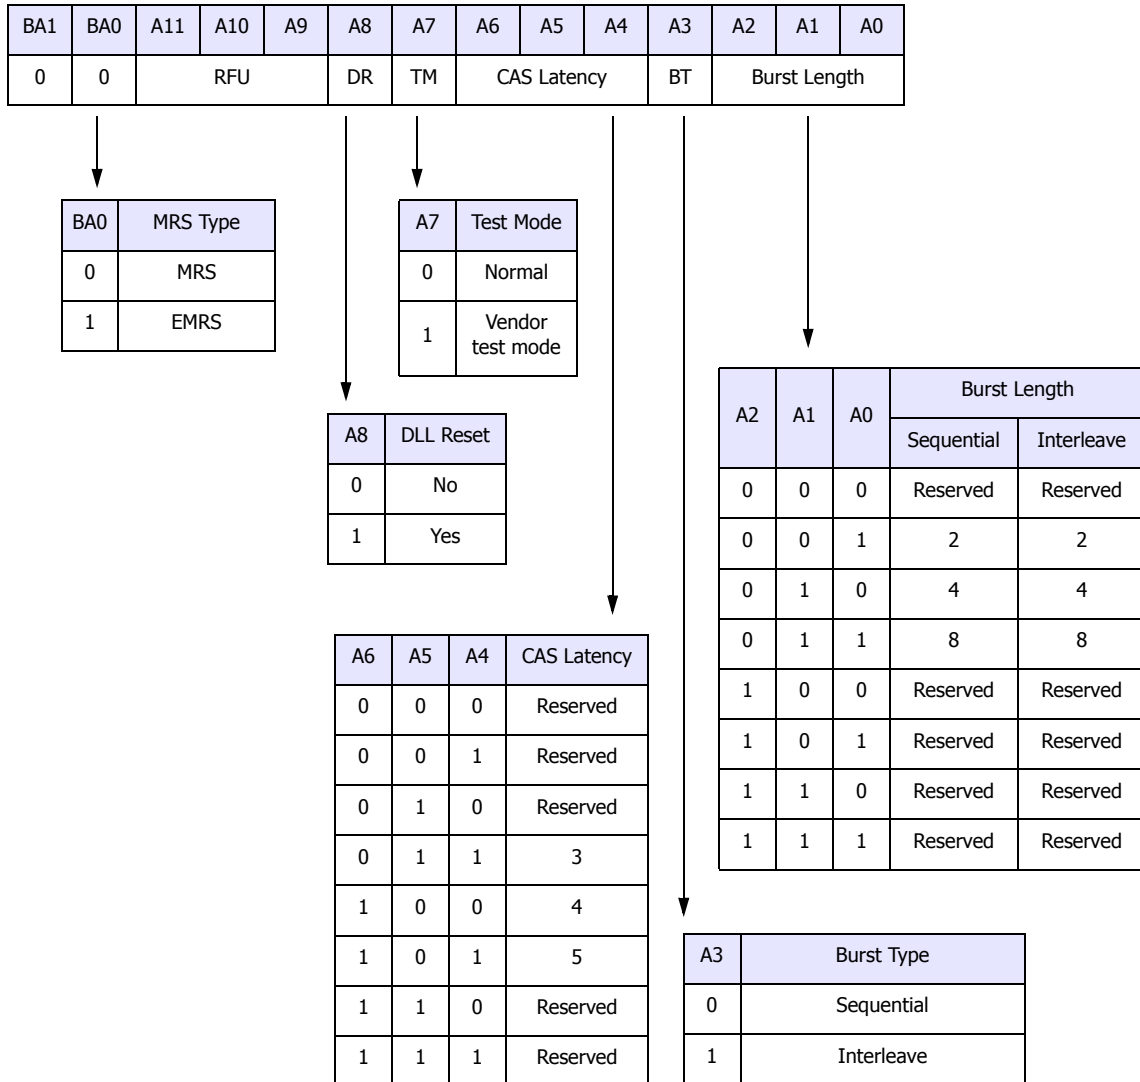 BA1 BA0 A11 A10 A9 A8 A7 A6 A5 A4 A3 A2 A1 A0
0 0 RFU DR TM CAS Latency BT Burst Length
BA0 MRS Type
0 MRS
1 EMRS
A7 Test Mode
0 Normal
1 Vendor
test mode
A8 DLL Reset
0 No
1 Yes
A2 A1 A0 Burst Length
Sequential Interleave
0 0 0 Reserved Reserved
0 0 1 2 2
0 1 0 4 4
0 1 1 8 8
1 0 0 Reserved Reserved
1 0 1 Reserved Reserved
1 1 0 Reserved Reserved
1 1 1 Reserved Reserved
A6 A5 A4 CAS Latency
0 0 0 Reserved
0 0 1 Reserved
0 1 0 Reserved
0 1 1 3
1 0 0 4
1 0 1 5
1 1 0 Reserved
1 1 1 Reserved
A3 Burst Type
0 Sequential
1 Interleave